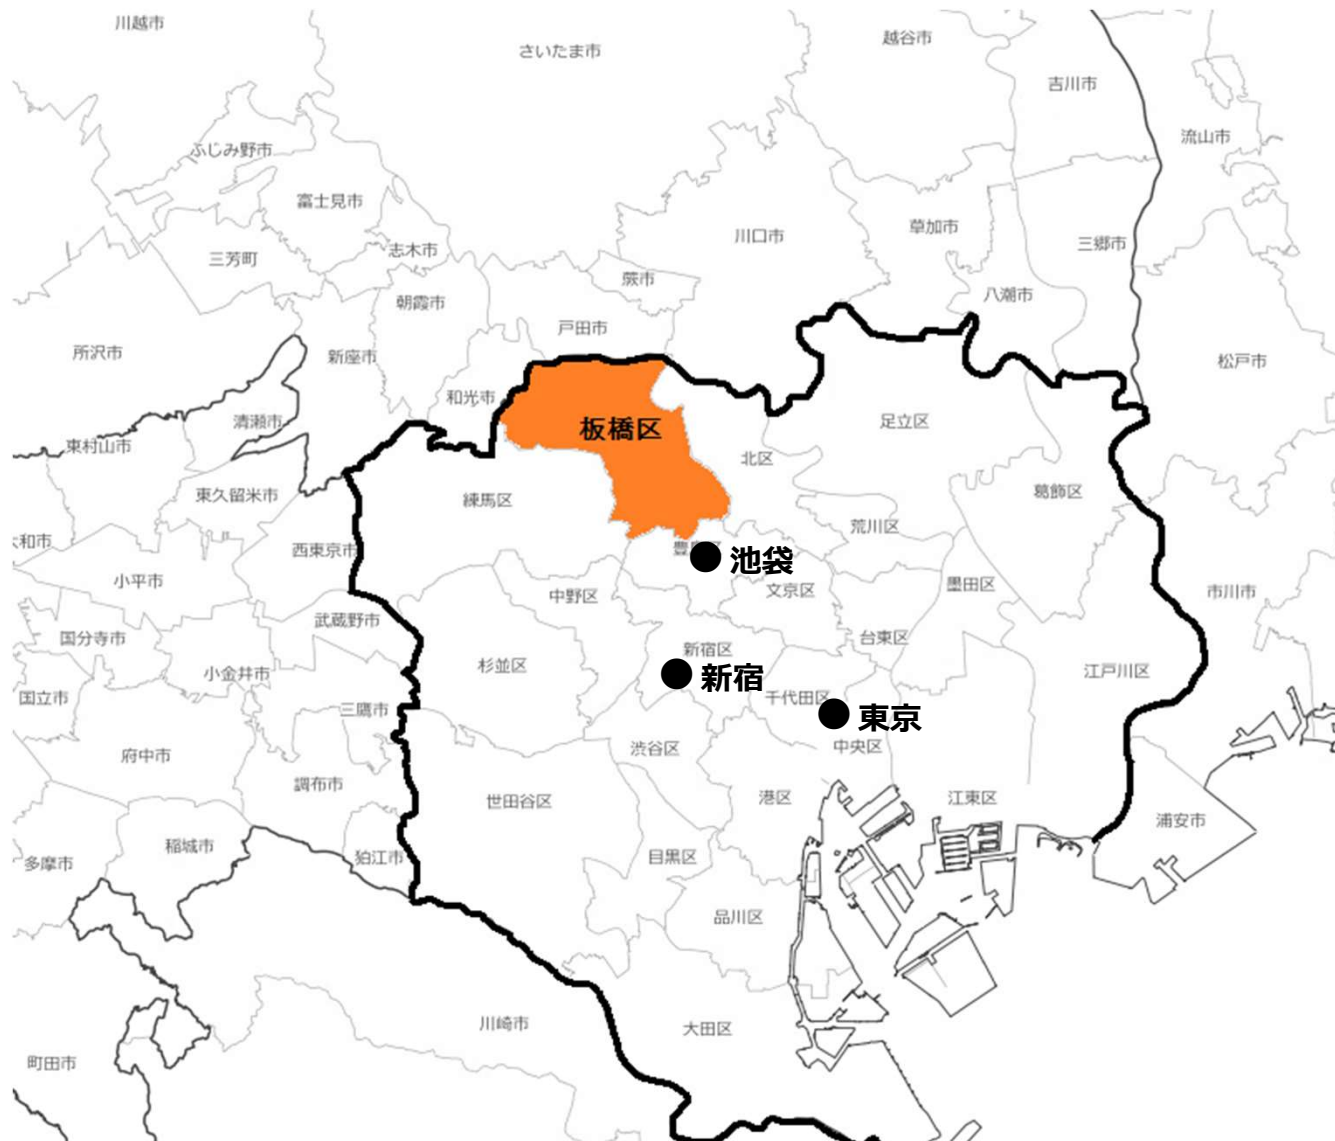 川越市
さいたま市
越谷市
吉川市
流山市
ふじみ野市
富士見市
川口市
草加市
三郷市
志木市
三芳町
蕨市
八潮市
朝霞市
戸田市
所沢市
新座市
松戸市
和光市
清瀬市
板橋区
足立区
東村山市
北区
東久留米市
練馬区
葛飾区
荒川区
和市
西東京市
池袋
小平市
中野区
文京区
墨田区
市川市
武蔵野市
国分寺市
台東区
新宿区
小金井市
杉並区
江戸川区
新宿
国立市
千代田区
三鷹市
東京
府中市
渋谷区
中央区
調布市
世田谷区
港区
江東区
浦安市
稲城市
狛江市
目黒区
多摩市
品川区
川崎市
大田区
町田市